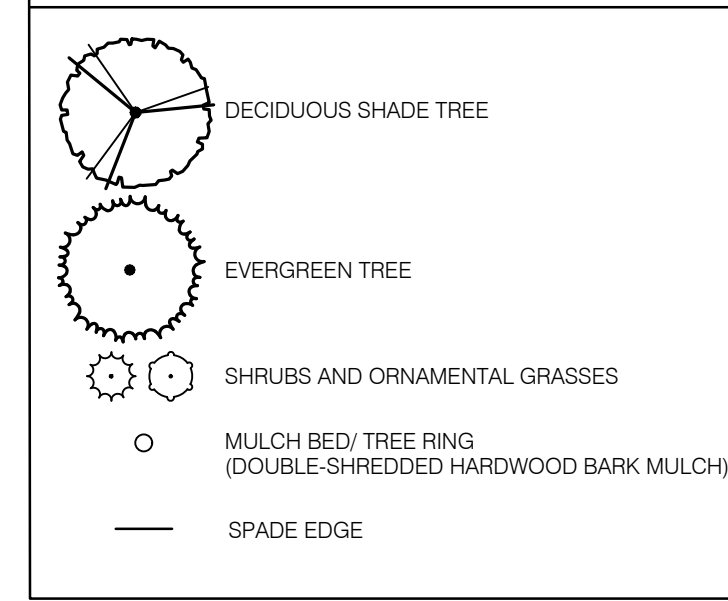 DECIDUOUS SHADE TREE
EVERGREEN TREE
SHRUBS AND ORNAMENTAL GRASSES
MULCH BED/ TREE RING
(DOUBLE-SHREDDED HARDWOOD BARK MULCH)
SPADE EDGE